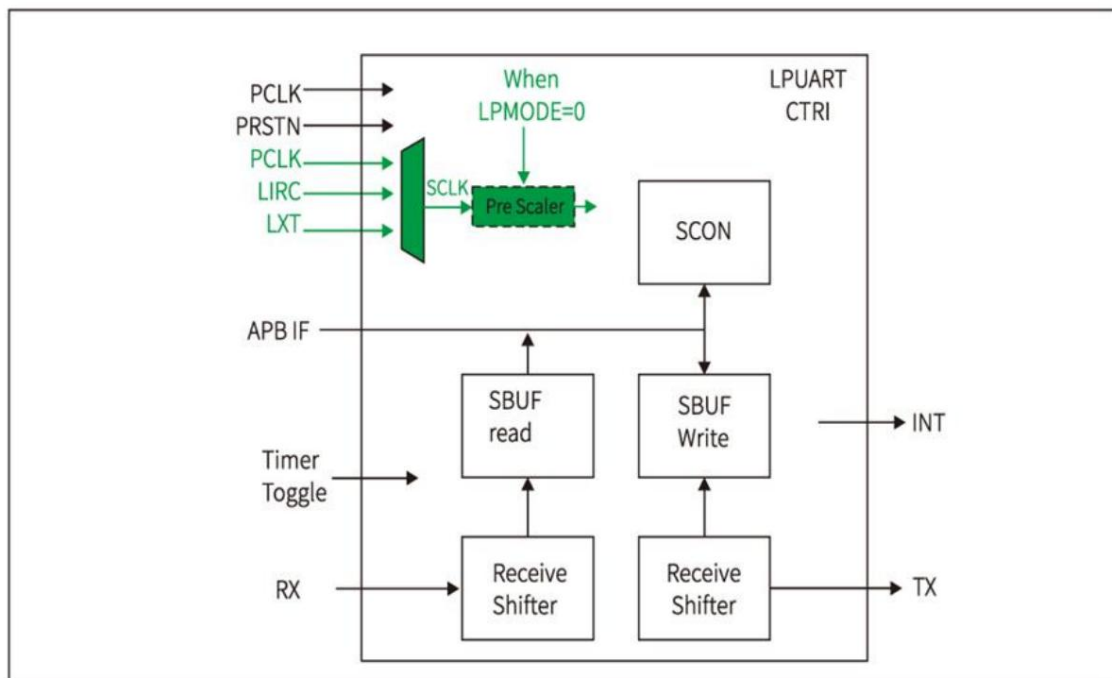 When
LPMODE=0
LPUART
CTRI
PCLK
PRSTN
PCLK
LIRC
LXT
SCLK
Pre Scaler
SCON
APB IF
SBUF
read
SBUF
Write
INT
Timer
Toggle
RX
Receive
Shifter
Receive
Shifter
TX